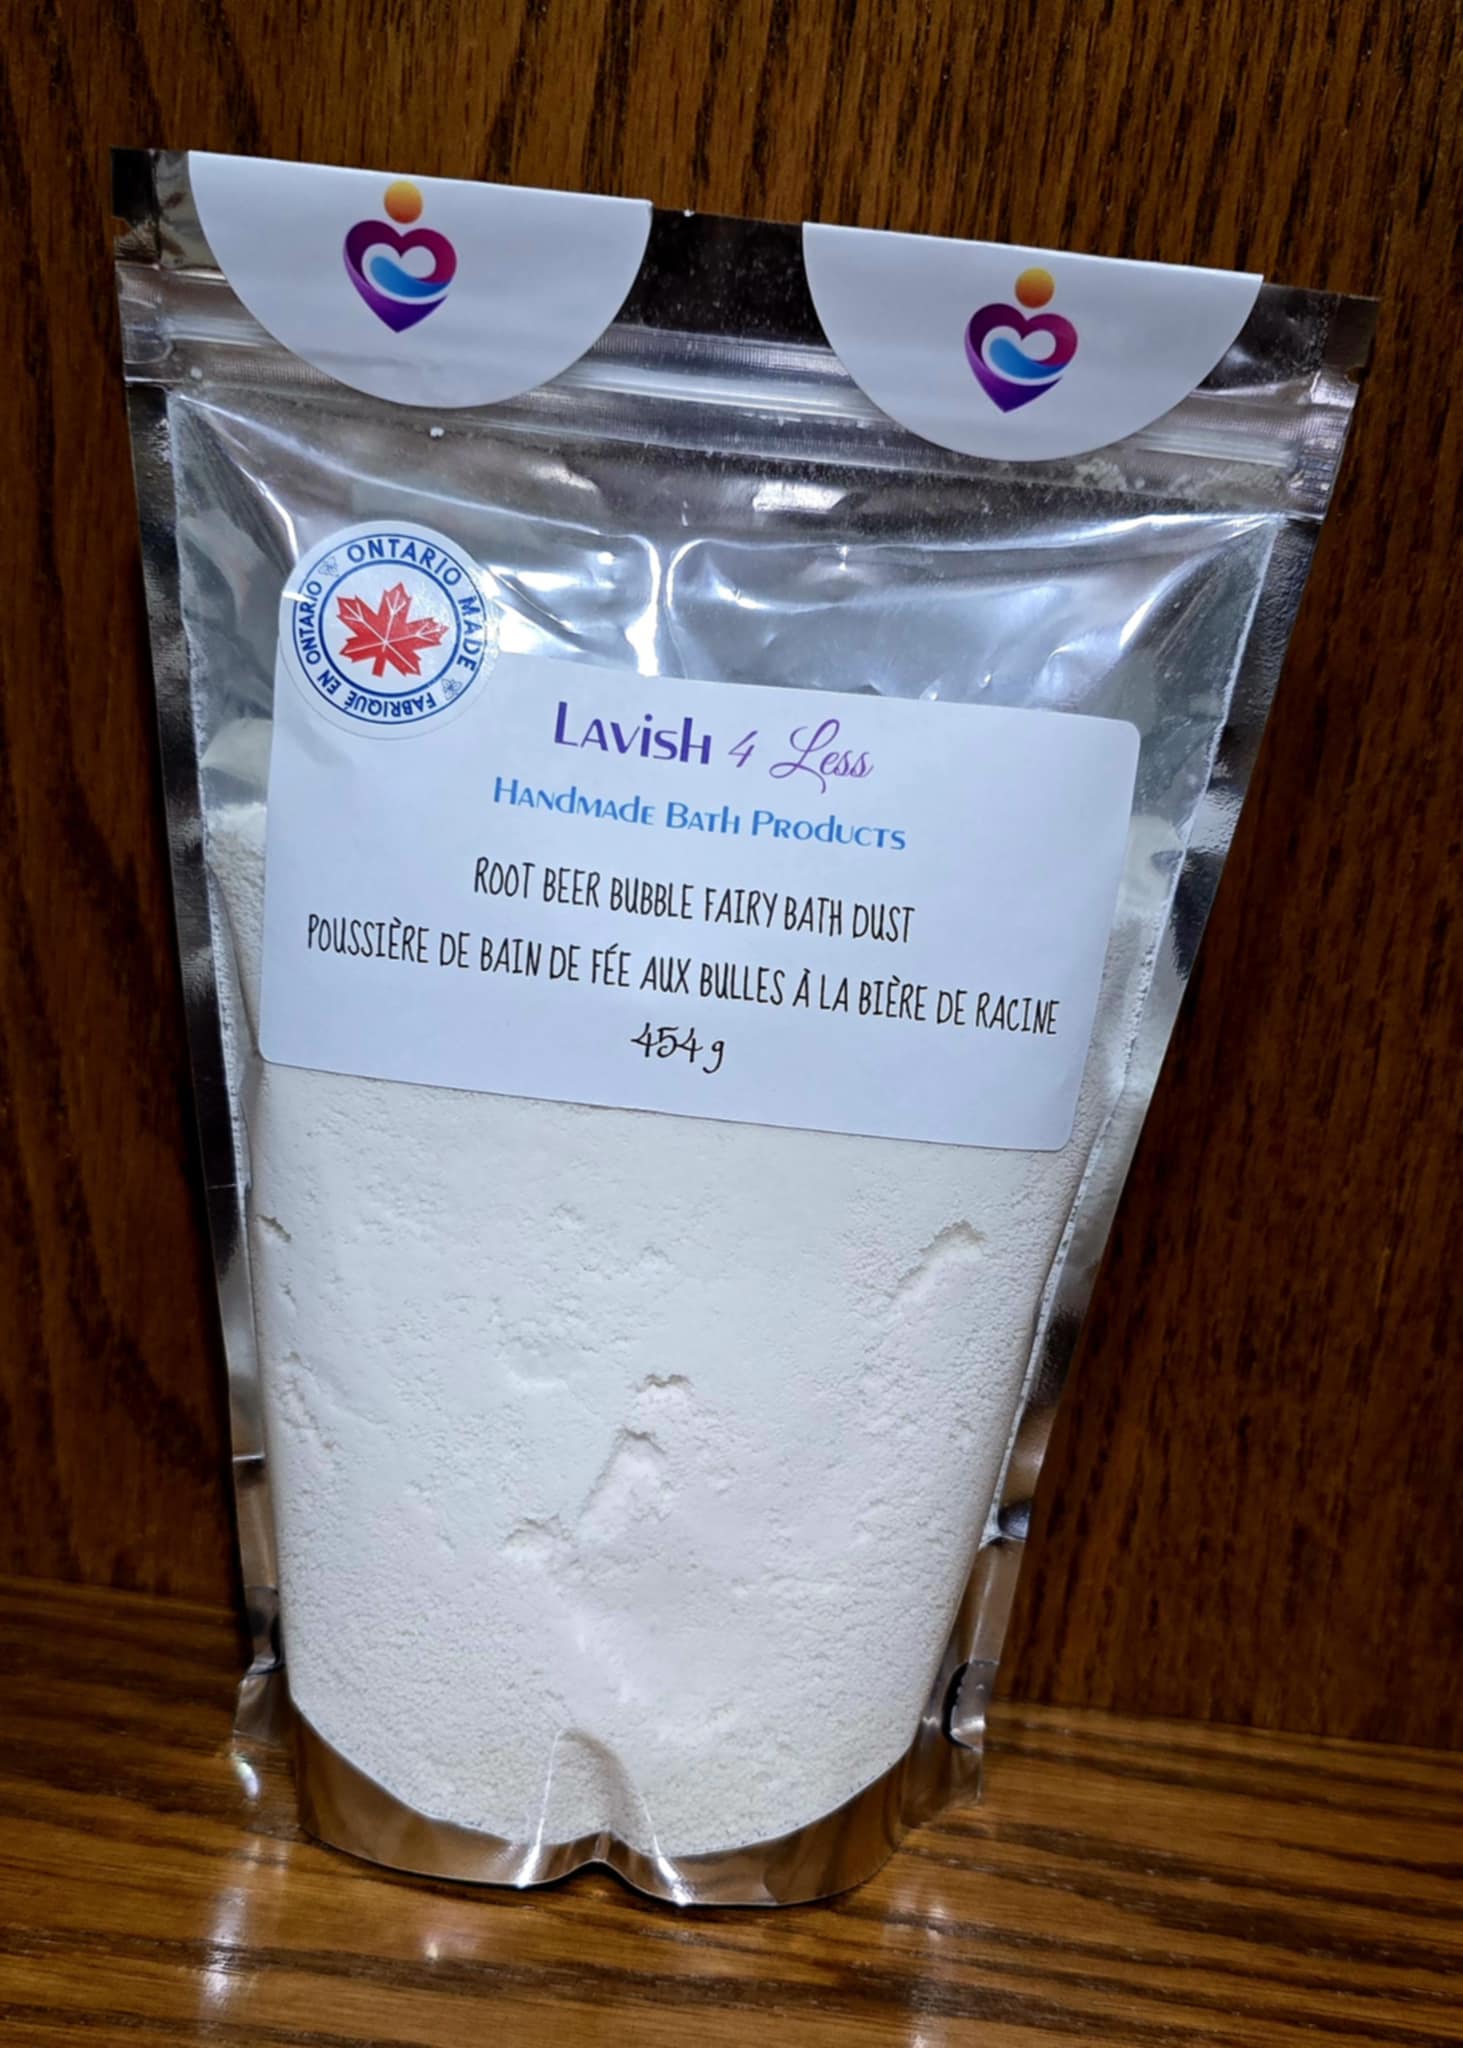 ONTARIO MADE
FABRIQUÉ EN ONTARIO
Lavish 4 Less
Handmade Bath Products
ROOT BEER BUBBLE FAIRY BATH DUST
POUSSIÈRE DE BAIN DE FÉE AUX BULLES À LA BIÈRE DE RACINE
454 g